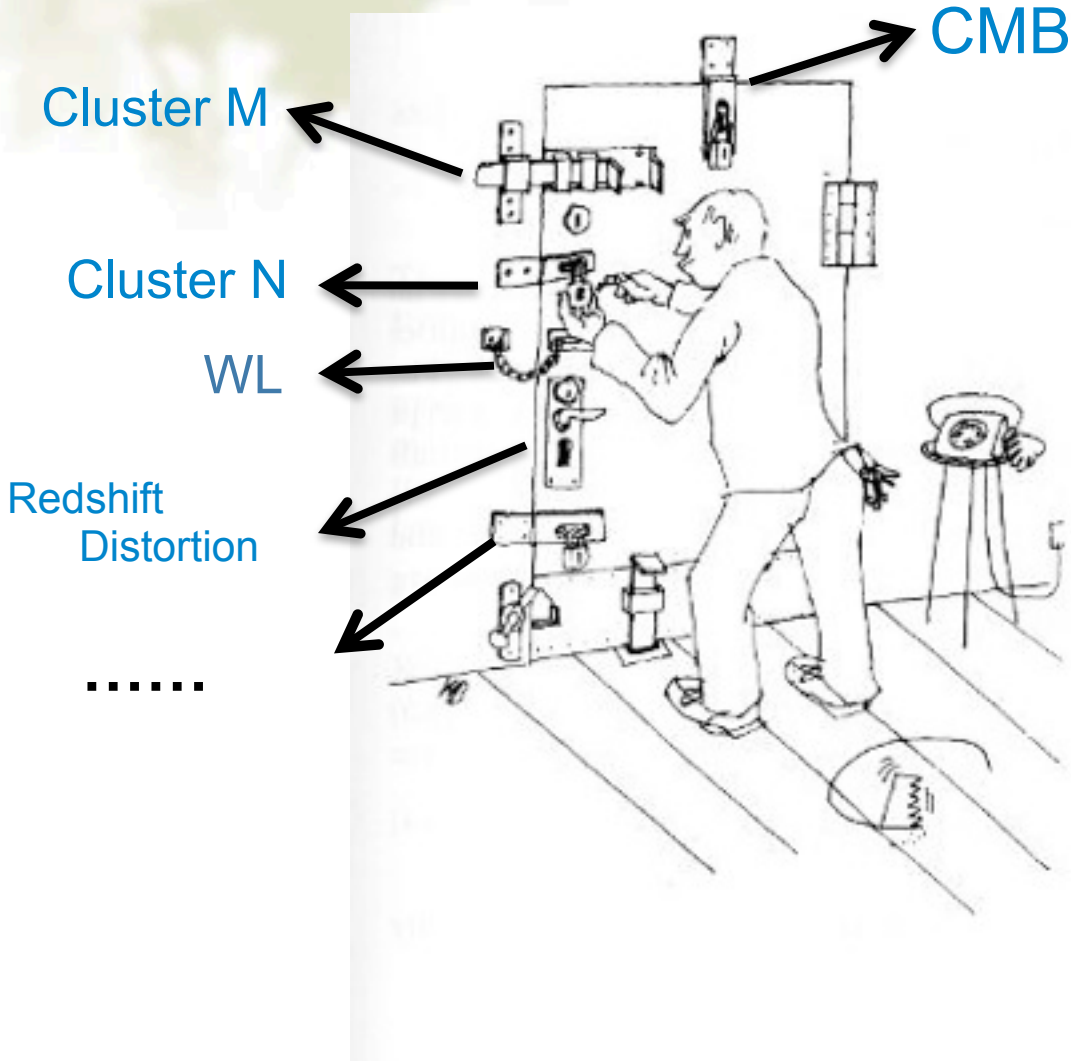 CMB
Cluster M
Cluster N
WL
Redshift
Distortion
......